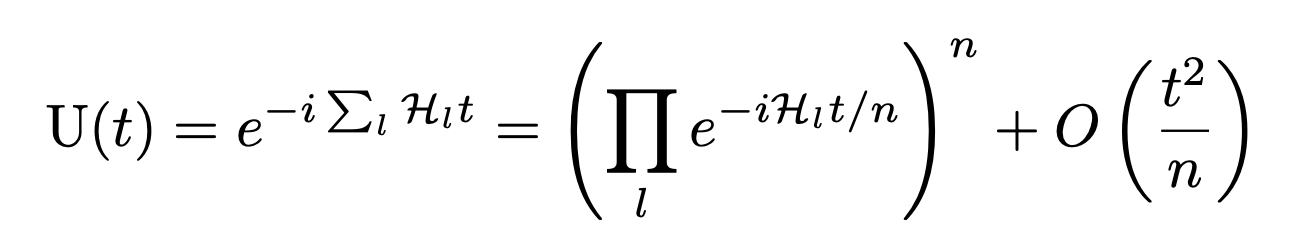 U(t) = e^{-i \sum_l \mathcal{H}_l t} = \left( \prod_l e^{-i\mathcal{H}_l t/n} \right)^n + O\left( \frac{t^2}{n} \right)